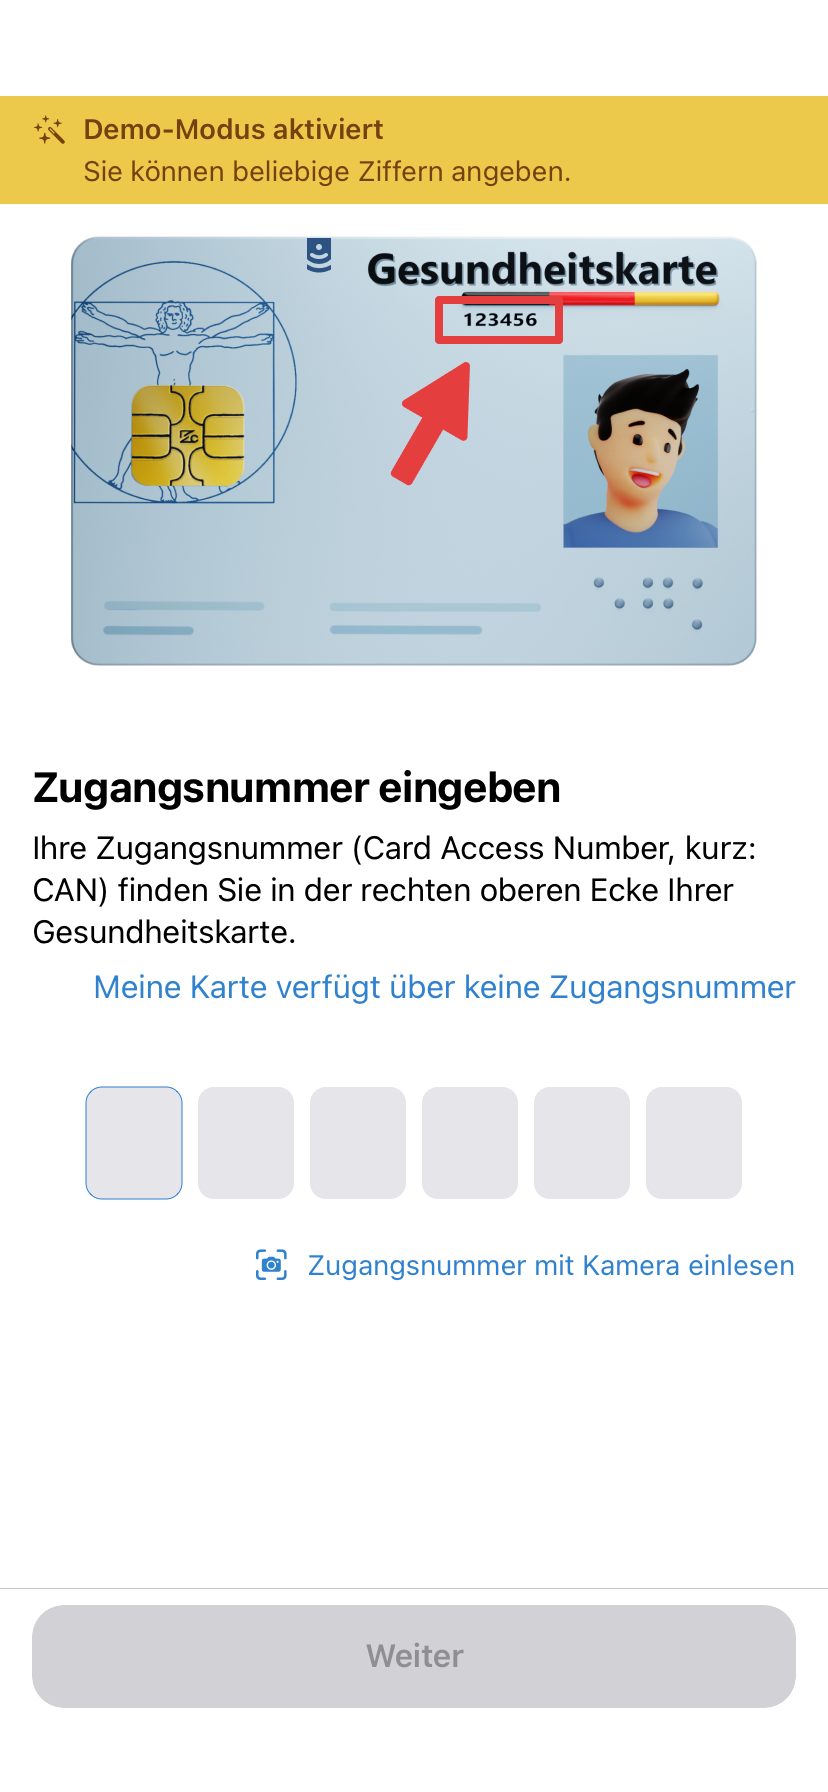 Demo-Modus aktiviert
Sie können beliebige Ziffern angeben.
Gesundheitskarte
123456
Zugangsnummer eingeben
Ihre Zugangsnummer (Card Access Number, kurz:
CAN) finden Sie in der rechten oberen Ecke Ihrer
Gesundheitskarte.
Meine Karte verfügt über keine Zugangsnummer
Zugangsnummer mit Kamera einlesen
Weiter